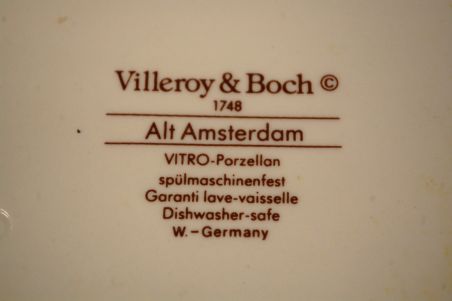 Villeroy & Boch ©
1748
Alt Amsterdam
VITRO-Porzellan
spülmaschinenfest
Garanti lave-vaisselle
Dishwasher-safe
W.-Germany